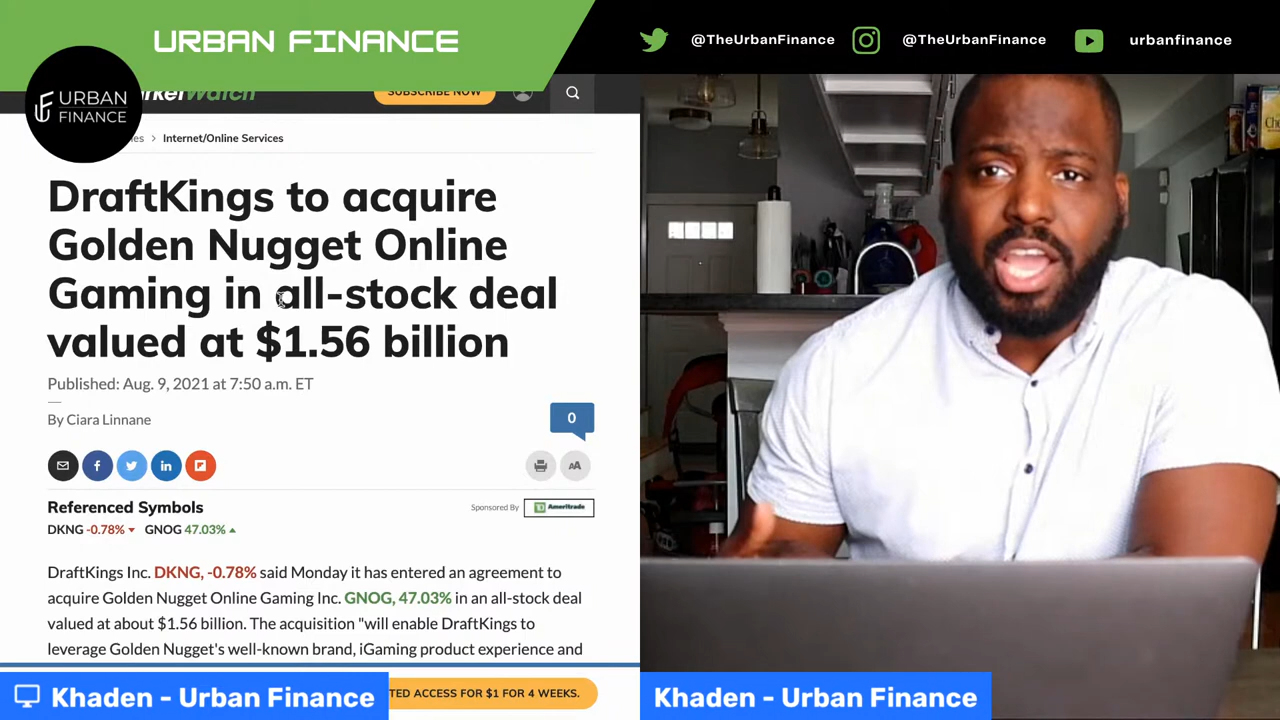 URBAN FINANCE
@TheUrbanFinance
@TheUrbanFinance
urbanfinance
URBAN
FINANCE
SUBSCRIBE NOW
Internet/Online Services
DraftKings to acquire
Golden Nugget Online
Gaming in all-stock deal
valued at $1.56 billion
Published: Aug. 9, 2021 at 7:50 a.m. ET
By Ciara Linnane
0
AA
Referenced Symbols
Sponsored By
Ameritrade
DKNG -0.78% GNOG 47.03%
DraftKings Inc. DKNG, -0.78% said Monday it has entered an agreement to
acquire Golden Nugget Online Gaming Inc. GNOG, 47.03% in an all-stock deal
valued at about $1.56 billion. The acquisition "will enable DraftKings to
leverage Golden Nugget's well-known brand, iGaming product experience and
ACCESS FOR $1 FOR 4 WEEKS.
Khaden - Urban Finance
Khaden - Urban Finance